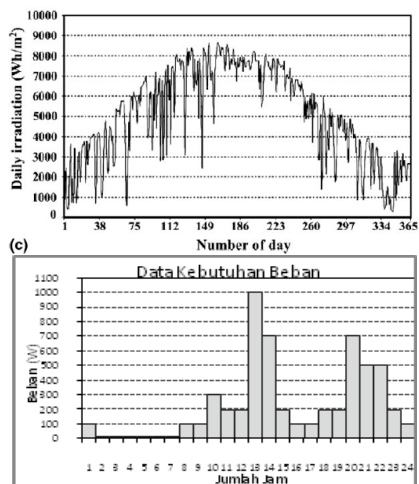 10000
9000
8000
7000
6000
5000
4000
3000
2000
1000
0
Daily irradiation (Wh/m²)
1 38 75 112 149 186 223 260 297 334 365
Number of day
(c)
Data Kebutuhan Beban
1100
1000
900
800
700
600
500
400
300
200
100
0
Beban (W)
1 2 3 4 5 6 7 8 9 10 11 12 13 14 15 16 17 18 19 20 21 22 23 24
Jumlah Jam